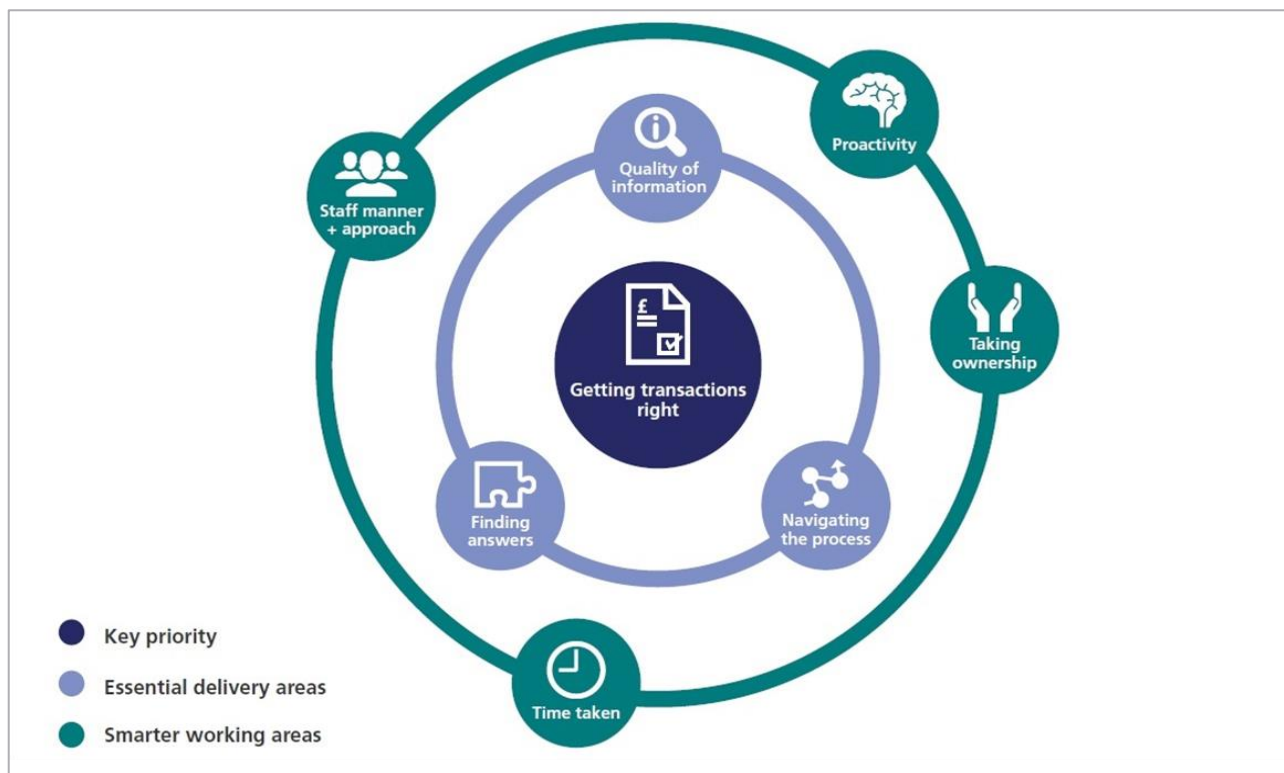 Proactivity
Quality of
information
Staff manner
+ approach
Taking
ownership
£
Getting transactions
right
Finding
answers
Navigating
the process
Time taken
Key priority
Essential delivery areas
Smarter working areas